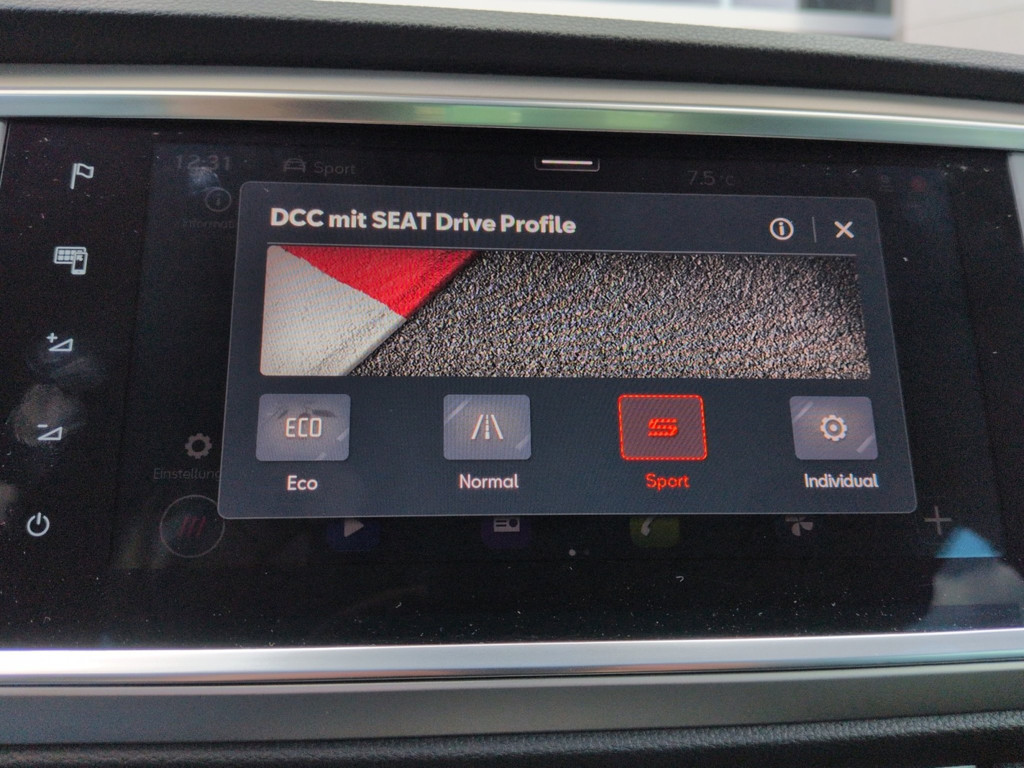 12:31
Sport
7.5 °C
DCC mit SEAT Drive Profile
ECO
Eco
Normal
Sport
Individual